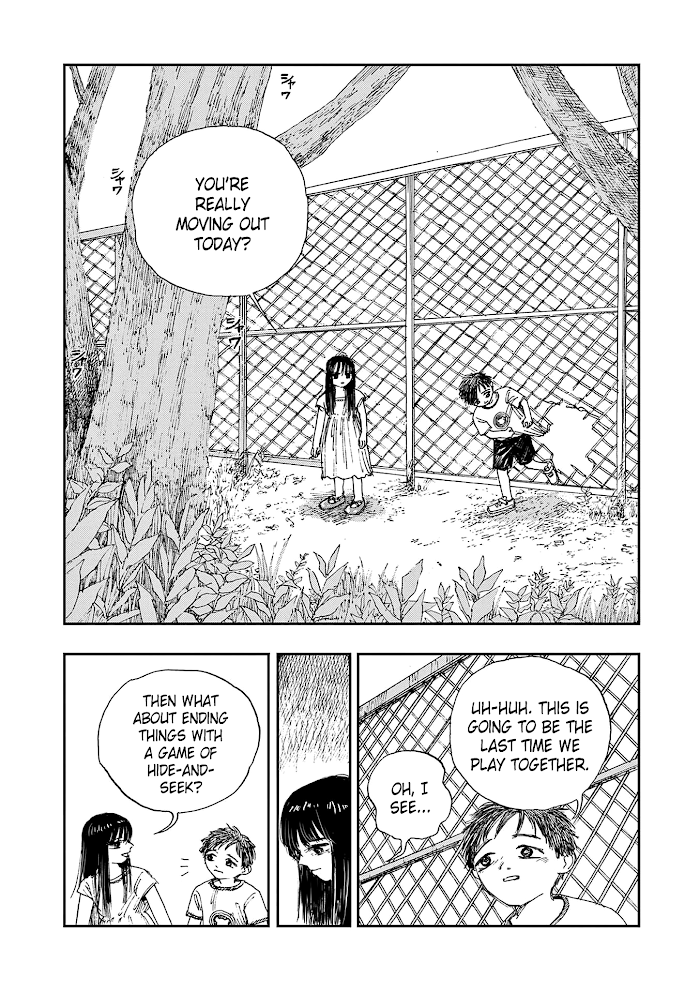 シャワ
シャワ
YOU'RE
REALLY
MOVING OUT
TODAY?
シャワ
シャワ
UH-HUH. THIS IS
GOING TO BE THE
LAST TIME WE
PLAY TOGETHER.
OH, I
SEE...
THEN WHAT
ABOUT ENDING
THINGS WITH
A GAME OF
HIDE-AND-
SEEK?